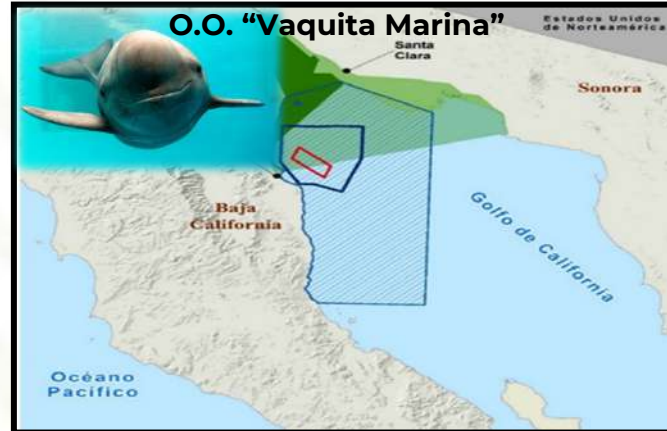 O.O. “Vaquita Marina”
Estados Unidos
de Norteamérica
Santa
Clara
Sonora
Baja
California
Golfo de California
Océano
Pacífico